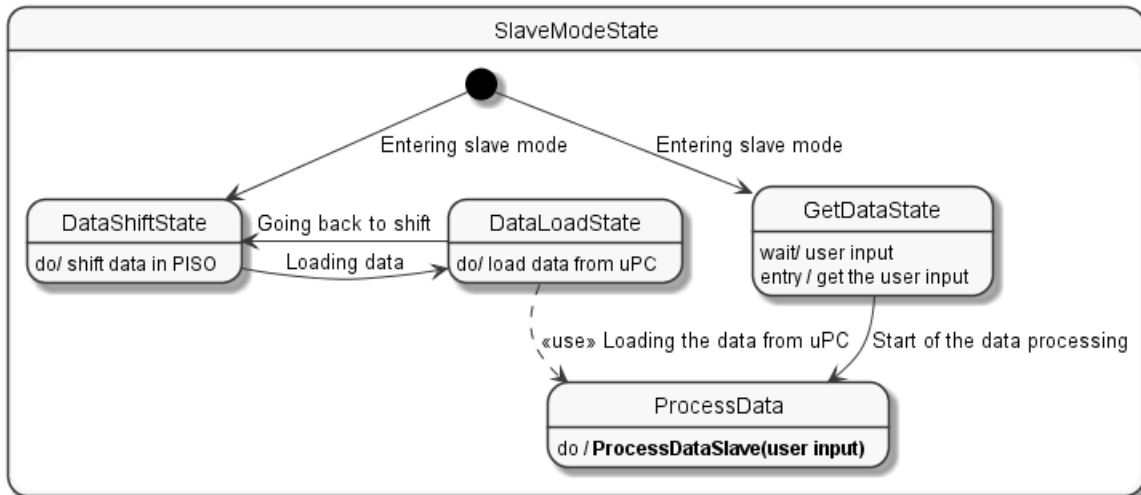 SlaveModeState
Entering slave mode
Entering slave mode
DataShiftState
do/ shift data in PISO
Going back to shift
Loading data
DataLoadState
do/ load data from uPC
GetDataState
wait/ user input
entry / get the user input
«use» Loading the data from uPC
Start of the data processing
ProcessData
do / ProcessDataSlave(user input)